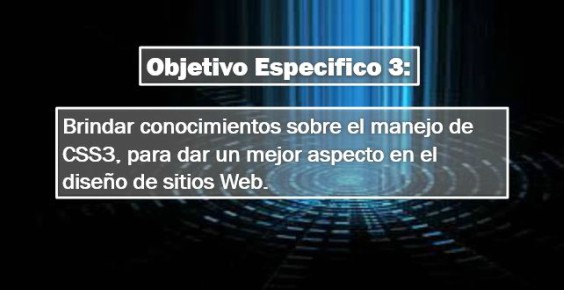 Objetivo Especifico 3:
Brindar conocimientos sobre el manejo de
CSS3, para dar un mejor aspecto en el
diseño de sitios Web.